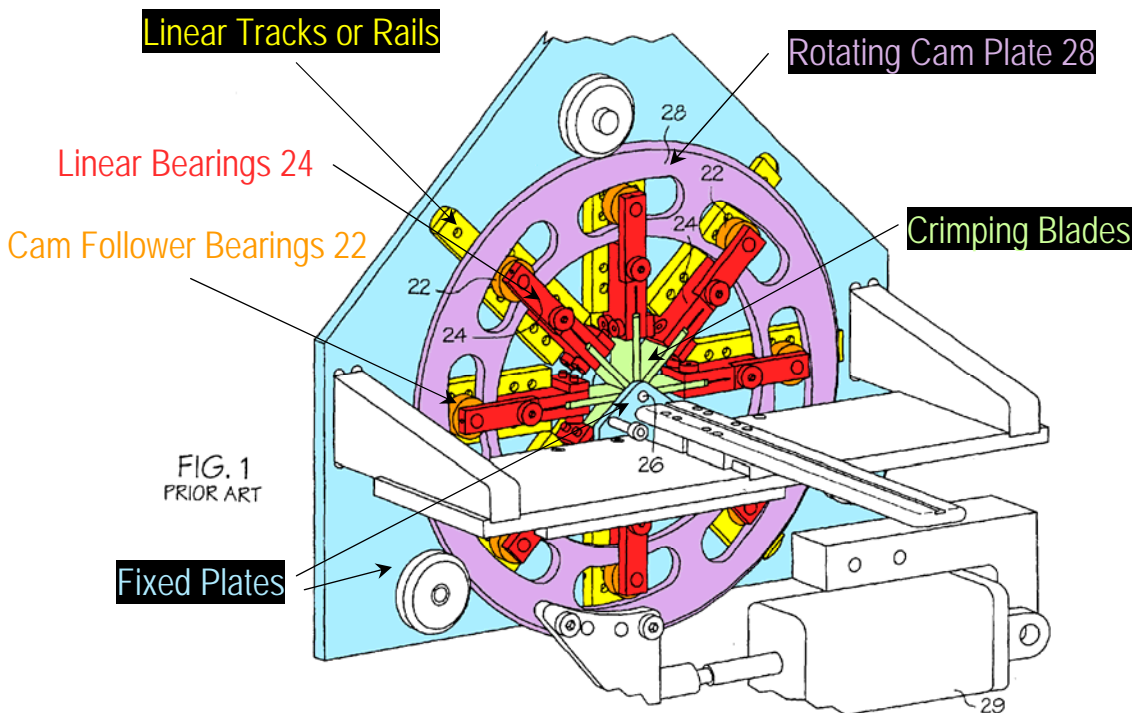 Linear Tracks or Rails
Rotating Cam Plate 28
28
Linear Bearings 24
22
24
Crimping Blades
Cam Follower Bearings 22
22
24
26
FIG. 1
PRIOR ART
Fixed Plates
29